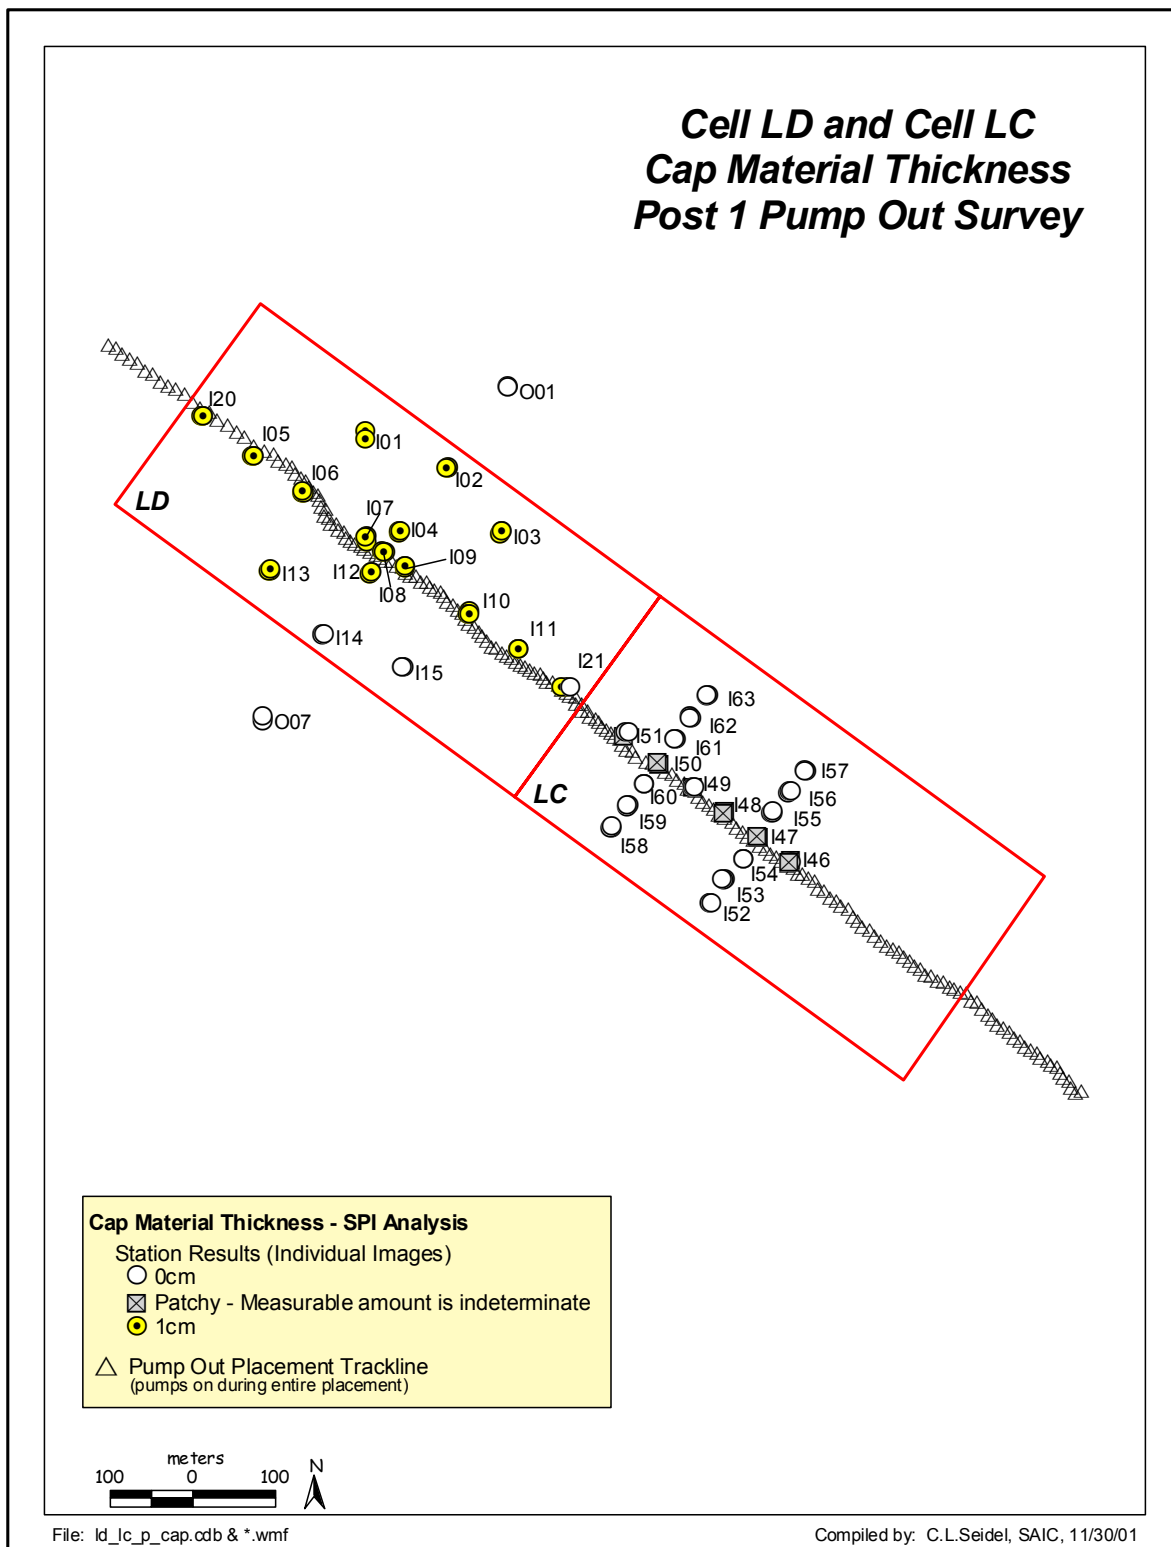 Cell LD and Cell LC
Cap Material Thickness
Post 1 Pump Out Survey
O01
I20
I05
I01
I02
I06
LD
I07
I04
I03
I09
I13
I12
I08
I10
I14
I11
I15
I21
O07
I63
I62
I51
I61
I50
I57
I49
I56
LC
I60
I48
I55
I59
I58
I47
I46
I54
I53
I52
Cap Material Thickness - SPI Analysis
Station Results (Individual Images)
0cm
Patchy - Measurable amount is indeterminate
1cm
Pump Out Placement Trackline
(pumps on during entire placement)
meters
100 0 100
N
File: ld_lc_p_cap.cdb & *.wmf
Compiled by: C.L.Seidel, SAIC, 11/30/01